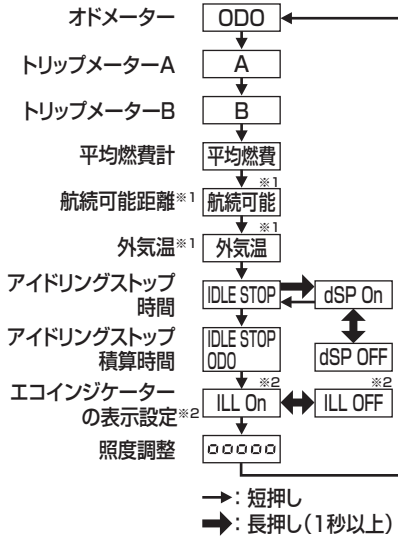 オドメーター ODO
トリップメーターA A
トリップメーターB B
平均燃費計 平均燃費
※1
航続可能距離※1 航続可能
※1
外気温※1 外気温
アイドリングストップ
時間 IDLE STOP dSP On
アイドリングストップ
積算時間 IDLE STOP
ODO dSP OFF
※2 ※2
エコインジケーター
の表示設定※2 ILL On ILL OFF
照度調整 ooooo
：短押し
：長押し（1秒以上）